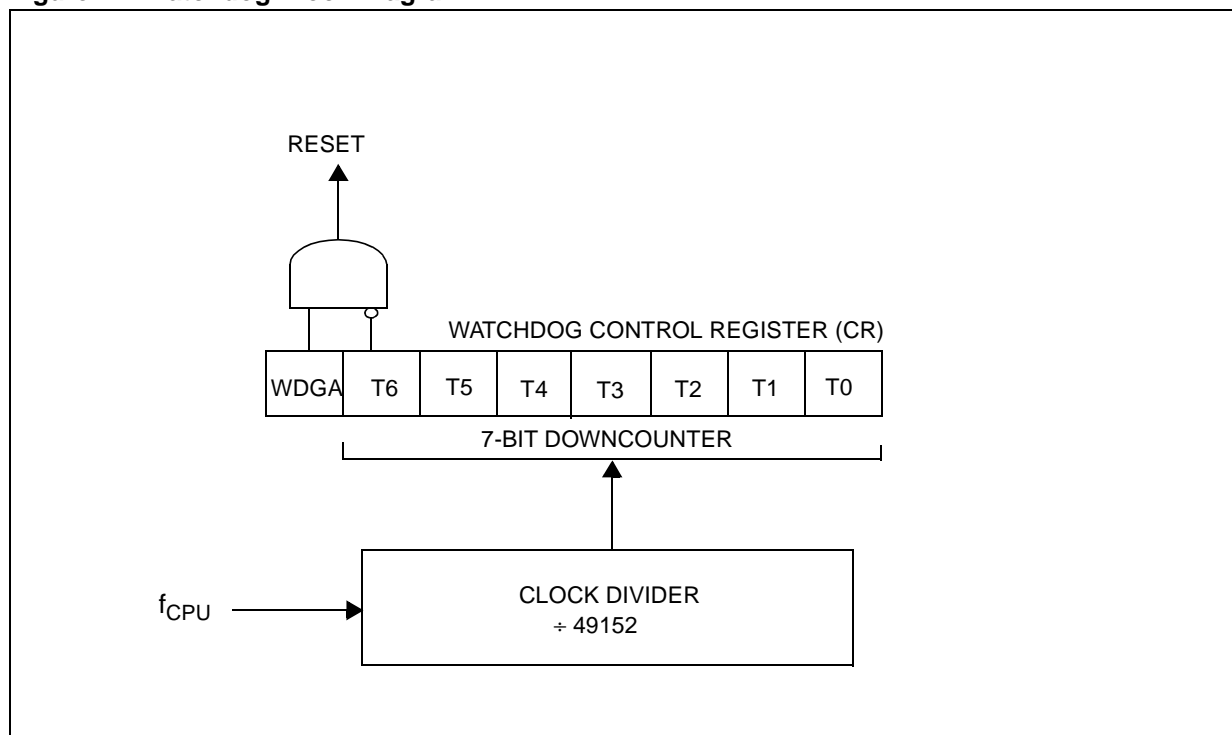 RESET
WATCHDOG CONTROL REGISTER (CR)
WDGA T6 T5 T4 T3 T2 T1 T0
7-BIT DOWNCOUNTER
fCPU
CLOCK DIVIDER
÷ 49152